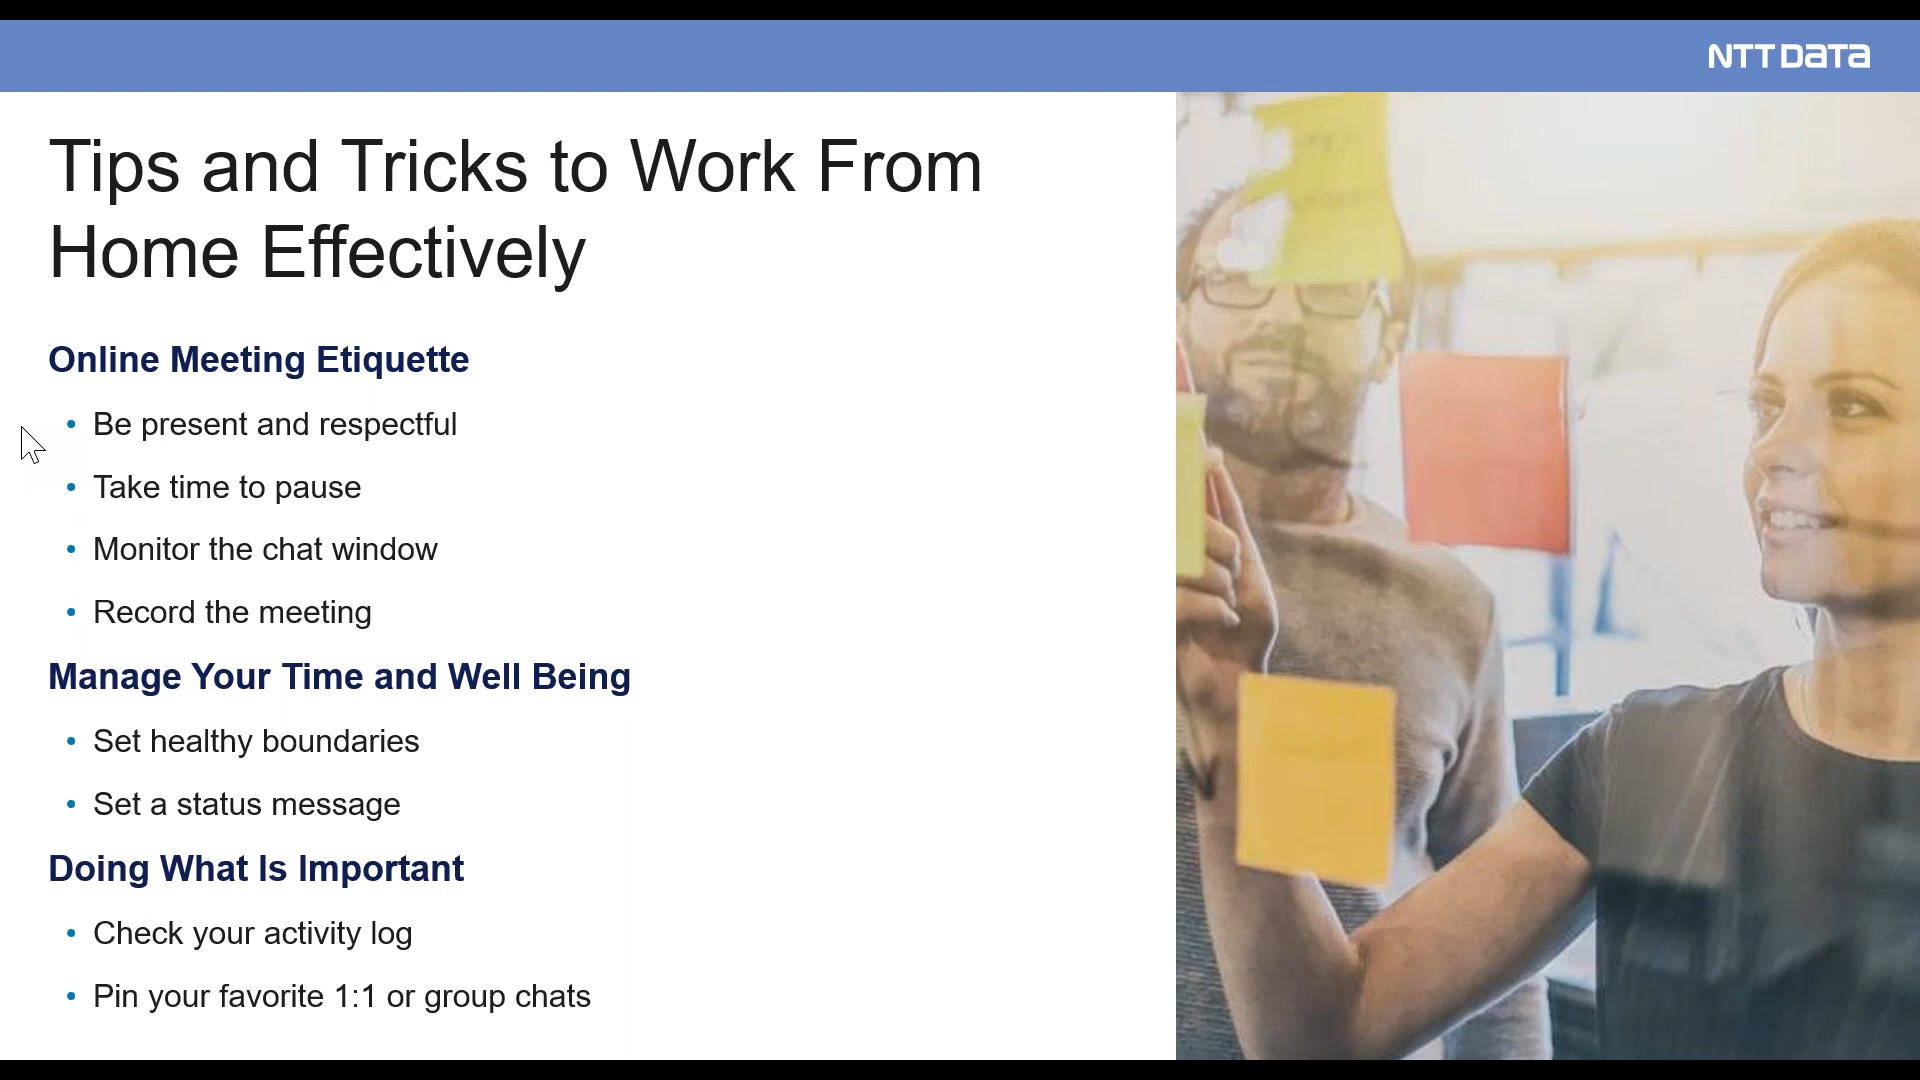 NTT DATA
Tips and Tricks to Work From
Home Effectively
Online Meeting Etiquette
• Be present and respectful
• Take time to pause
• Monitor the chat window
• Record the meeting
Manage Your Time and Well Being
• Set healthy boundaries
• Set a status message
Doing What Is Important
• Check your activity log
• Pin your favorite 1:1 or group chats